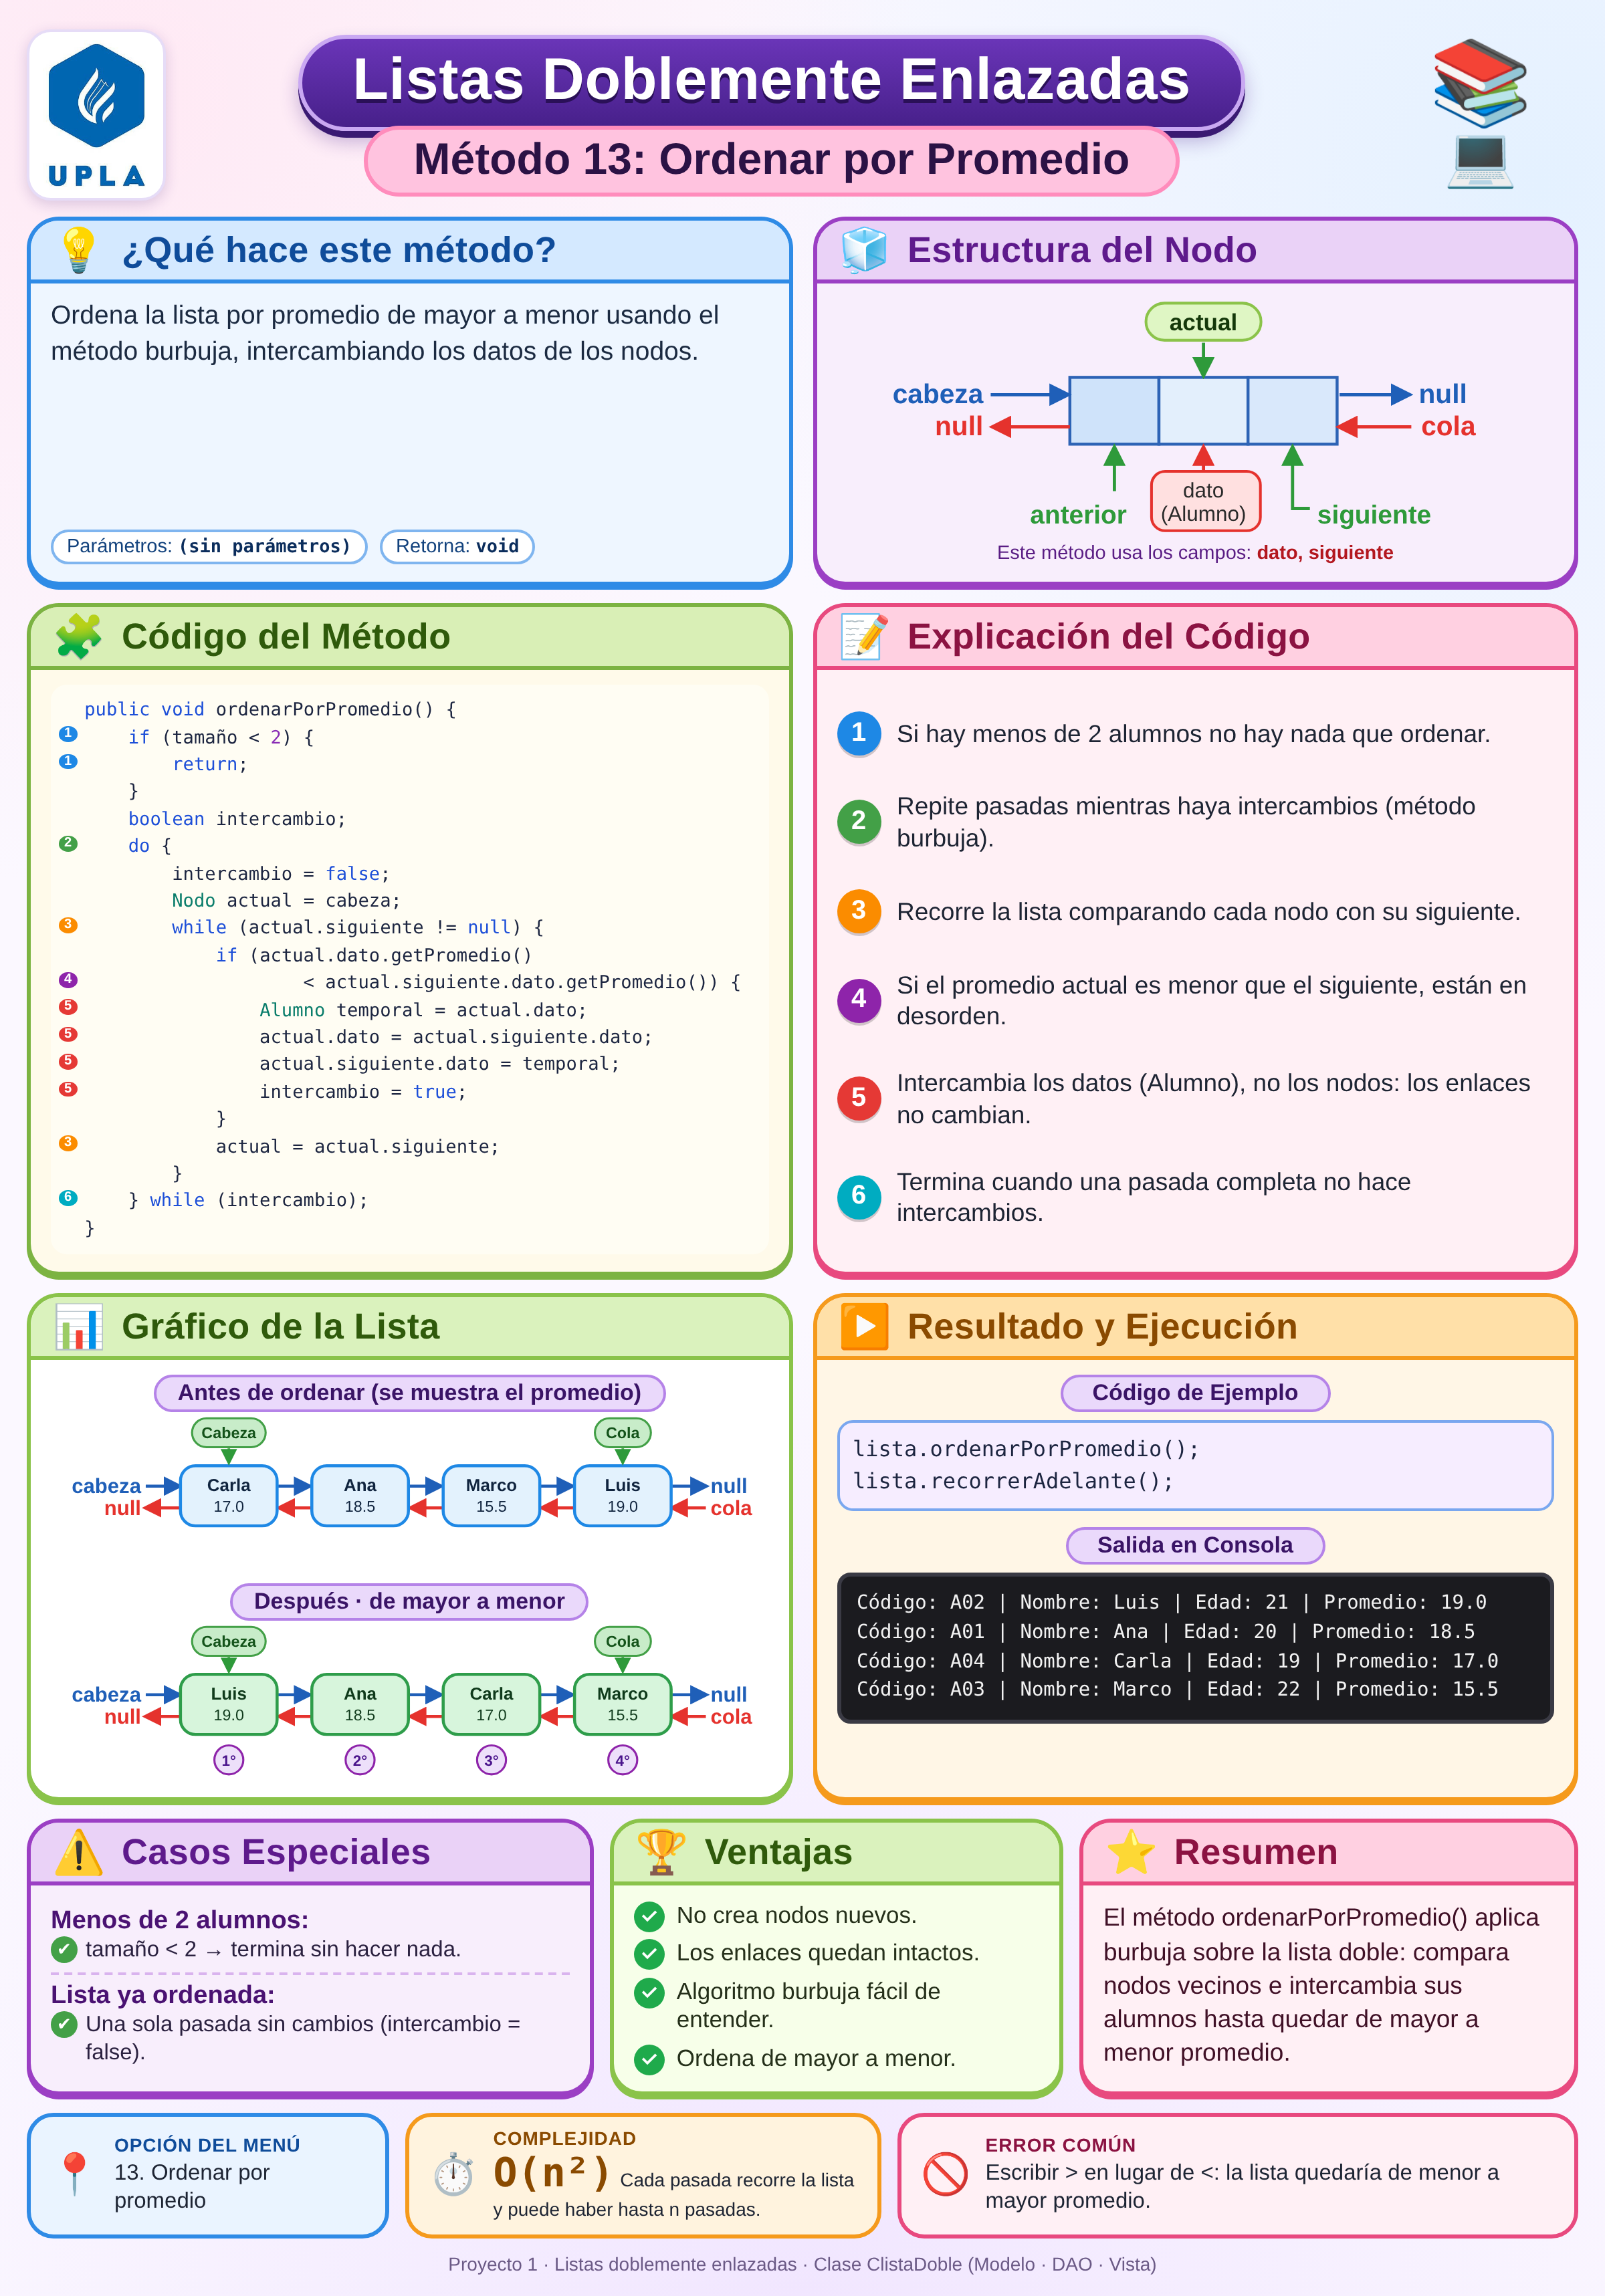 UPLA
Listas Doblemente Enlazadas
Método 13: Ordenar por Promedio
¿Qué hace este método?
Ordena la lista por promedio de mayor a menor usando el
método burbuja, intercambiando los datos de los nodos.
Parámetros: (sin parámetros)
Retorna: void
Estructura del Nodo
actual
cabeza
null
null
cola
anterior
dato
(Alumno)
siguiente
Este método usa los campos: dato, siguiente
Código del Método
public void ordenarPorPromedio() {
1 if (tamaño < 2) {
1 return;
}
boolean intercambio;
2 do {
intercambio = false;
Nodo actual = cabeza;
3 while (actual.siguiente != null) {
if (actual.dato.getPromedio()
4 < actual.siguiente.dato.getPromedio()) {
5 Alumno temporal = actual.dato;
5 actual.dato = actual.siguiente.dato;
5 actual.siguiente.dato = temporal;
5 intercambio = true;
}
3 actual = actual.siguiente;
}
6 } while (intercambio);
}
Explicación del Código
1 Si hay menos de 2 alumnos no hay nada que ordenar.
2 Repite pasadas mientras haya intercambios (método
burbuja).
3 Recorre la lista comparando cada nodo con su siguiente.
4 Si el promedio actual es menor que el siguiente, están en
desorden.
5 Intercambia los datos (Alumno), no los nodos: los enlaces
no cambian.
6 Termina cuando una pasada completa no hace
intercambios.
Gráfico de la Lista
Antes de ordenar (se muestra el promedio)
Cabeza
Cola
cabeza Carla Ana Marco Luis null
null 17.0 18.5 15.5 19.0 cola
Después · de mayor a menor
Cabeza
Cola
cabeza Luis Ana Carla Marco null
null 19.0 18.5 17.0 15.5 cola
1° 2° 3° 4°
Resultado y Ejecución
Código de Ejemplo
lista.ordenarPorPromedio();
lista.recorrerAdelante();
Salida en Consola
Código: A02 | Nombre: Luis | Edad: 21 | Promedio: 19.0
Código: A01 | Nombre: Ana | Edad: 20 | Promedio: 18.5
Código: A04 | Nombre: Carla | Edad: 19 | Promedio: 17.0
Código: A03 | Nombre: Marco | Edad: 22 | Promedio: 15.5
Casos Especiales
Menos de 2 alumnos:
✔ tamaño < 2 → termina sin hacer nada.
Lista ya ordenada:
✔ Una sola pasada sin cambios (intercambio =
false).
Ventajas
No crea nodos nuevos.
Los enlaces quedan intactos.
Algoritmo burbuja fácil de
entender.
Ordena de mayor a menor.
Resumen
El método ordenarPorPromedio() aplica
burbuja sobre la lista doble: compara
nodos vecinos e intercambia sus
alumnos hasta quedar de mayor a
menor promedio.
OPCIÓN DEL MENÚ
13. Ordenar por
promedio
COMPLEJIDAD
O(n²) Cada pasada recorre la lista
y puede haber hasta n pasadas.
ERROR COMÚN
Escribir > en lugar de <: la lista quedaría de menor a
mayor promedio.
Proyecto 1 · Listas doblemente enlazadas · Clase ClistaDoble (Modelo · DAO · Vista)